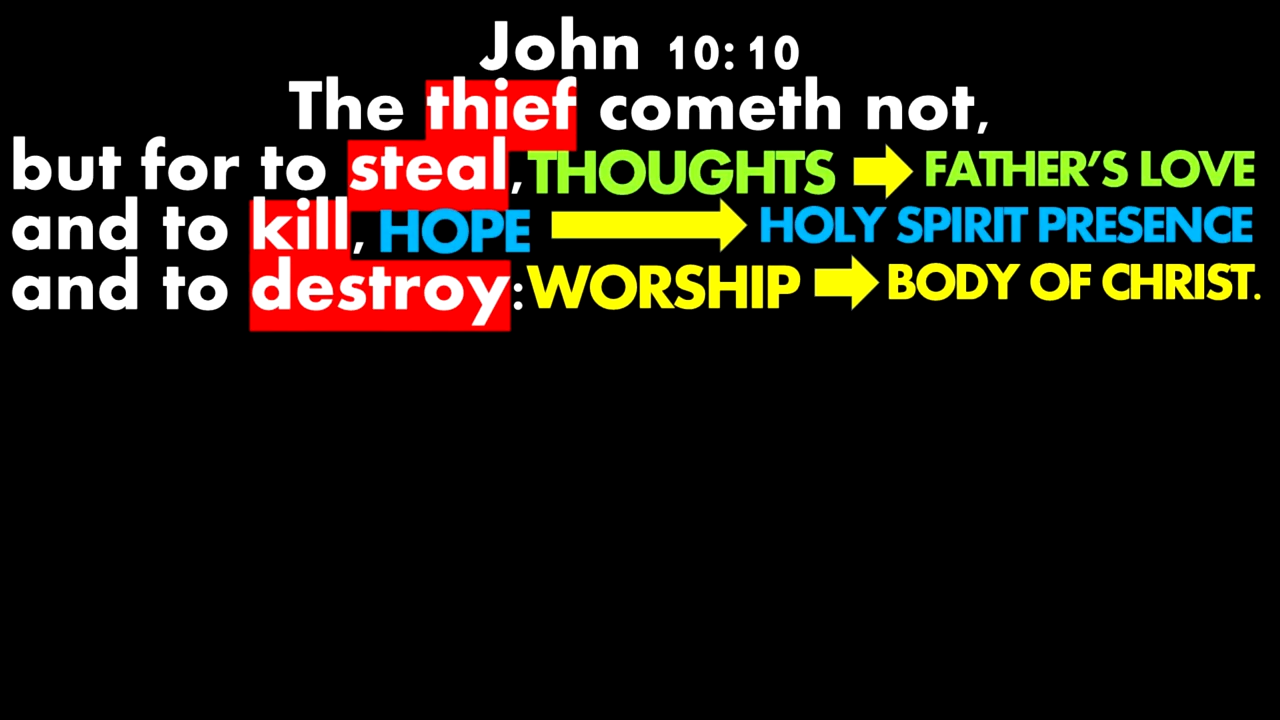 John 10:10
The thief cometh not,
but for to steal, THOUGHTS FATHER'S LOVE
and to kill, HOPE HOLY SPIRIT PRESENCE
and to destroy: WORSHIP BODY OF CHRIST.